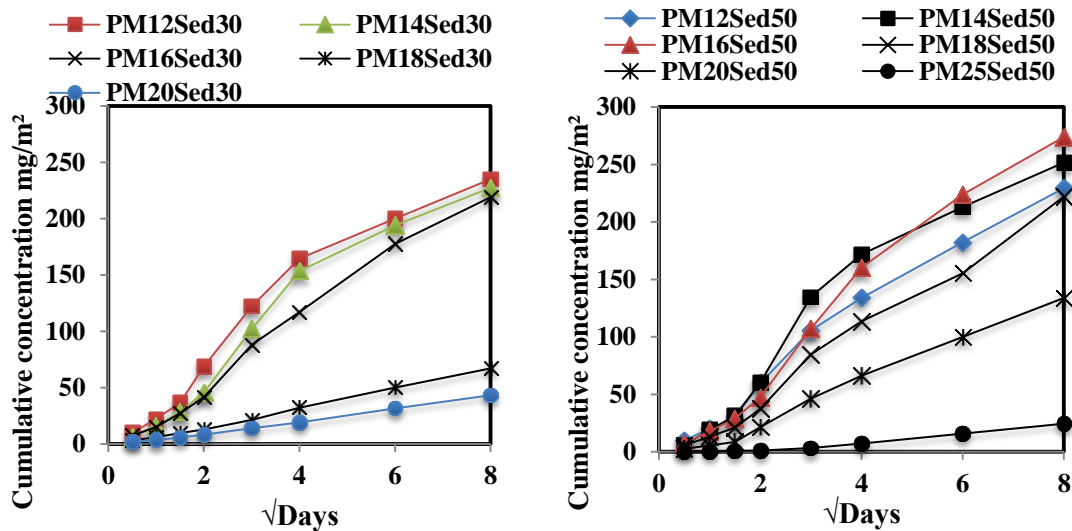 PM12Sed30 PM14Sed30
PM16Sed30 PM18Sed30
PM20Sed30
300
250
200
150
100
50
0
0 2 4 6 8
Cumulative concentration mg/m²
√Days
PM12Sed50 PM14Sed50
PM16Sed50 PM18Sed50
PM20Sed50 PM25Sed50
300
250
200
150
100
50
0
0 2 4 6 8
Cumulative concentration mg/m²
√Days